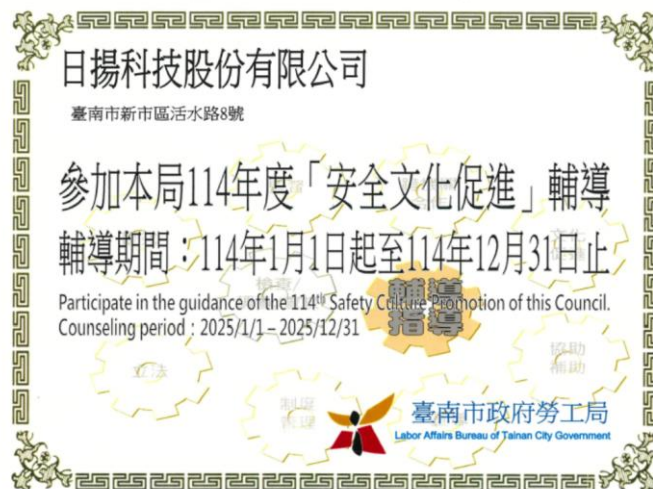 日揚科技股份有限公司
臺南市新市區活水路8號
參加本局114年度「安全文化促進」輔導
輔導期間：114年1月1日起至114年12月31日止
Participate in the guidance of the 114th Safety Culture Promotion of this Council.
Counseling period：2025/1/1 – 2025/12/31
輔導
指導
立法
協助
補助
臺南市政府勞工局
Labor Affairs Bureau of Tainan City Government